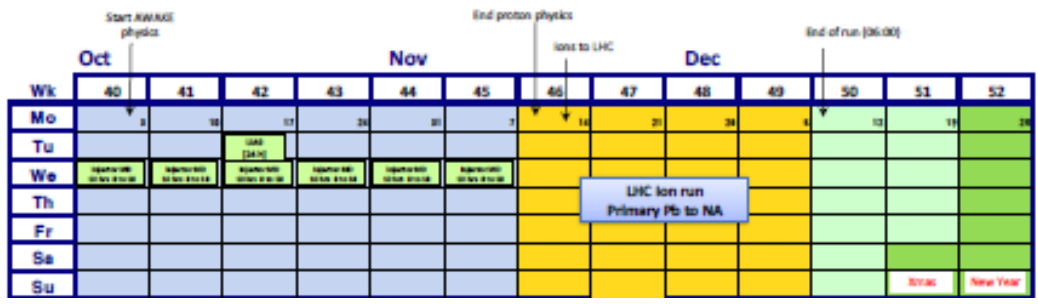 Start AWAKE
physics
End proton physics
Ions to LHC
End of run (06:00)
Oct Nov Dec
Wk 40 41 42 43 44 45 46 47 48 49 50 51 52
Mo 3 10 17 31 7 21 28 12 19
Tu
[24 H]
We
Th
LHC Ion run
Primary Pb to NA
Fr
Sa
Su Xmas New Year